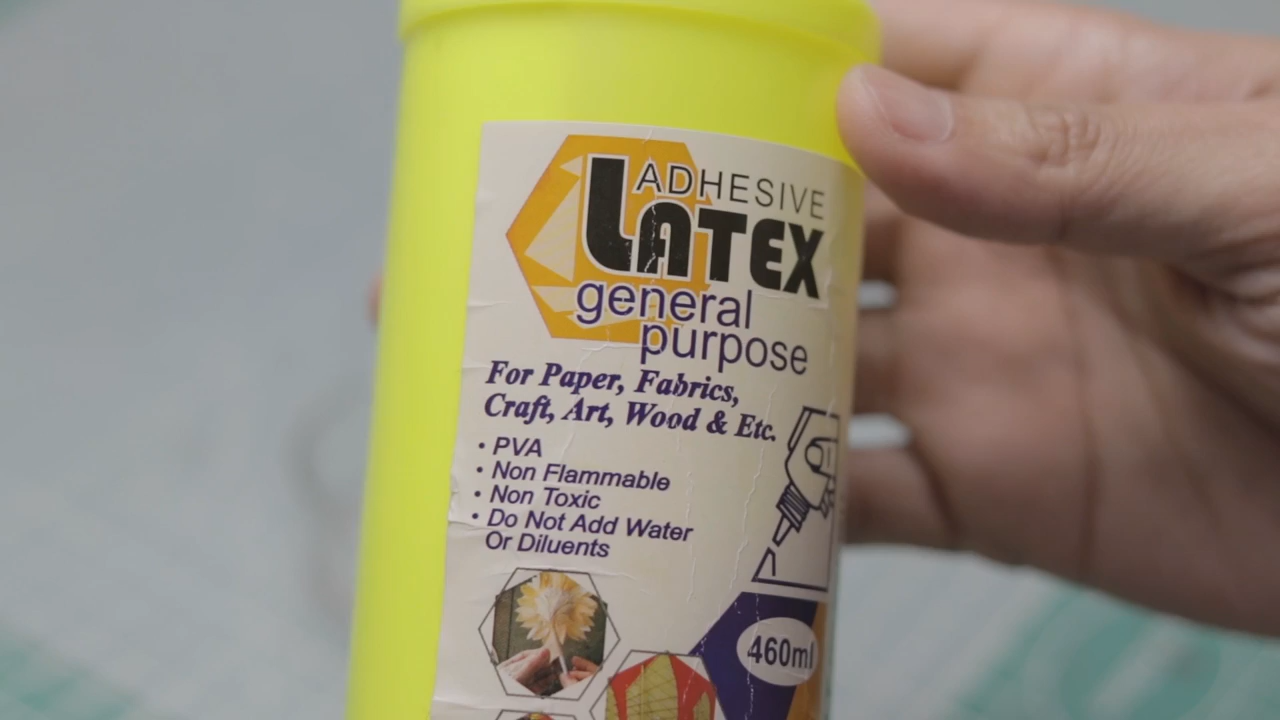 ADHESIVE
LATEX
general
purpose
For Paper, Fabrics,
Craft, Art, Wood & Etc.
• PVA
• Non Flammable
• Non Toxic
• Do Not Add Water
Or Diluents
460ml